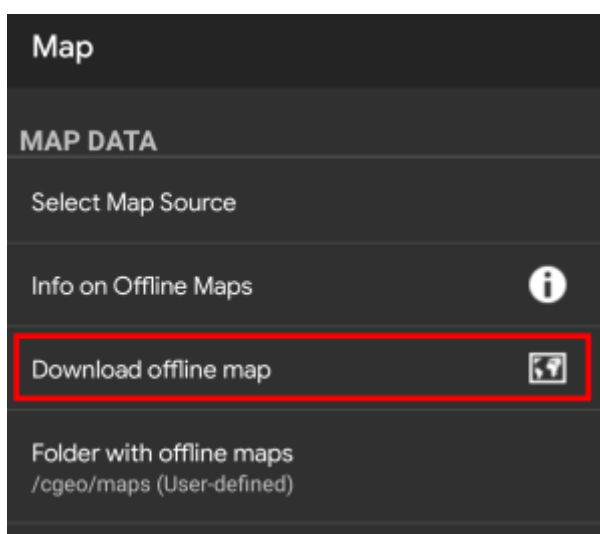 Map
MAP DATA
Select Map Source
Info on Offline Maps
Download offline map
Folder with offline maps
/cgeo/maps (User-defined)